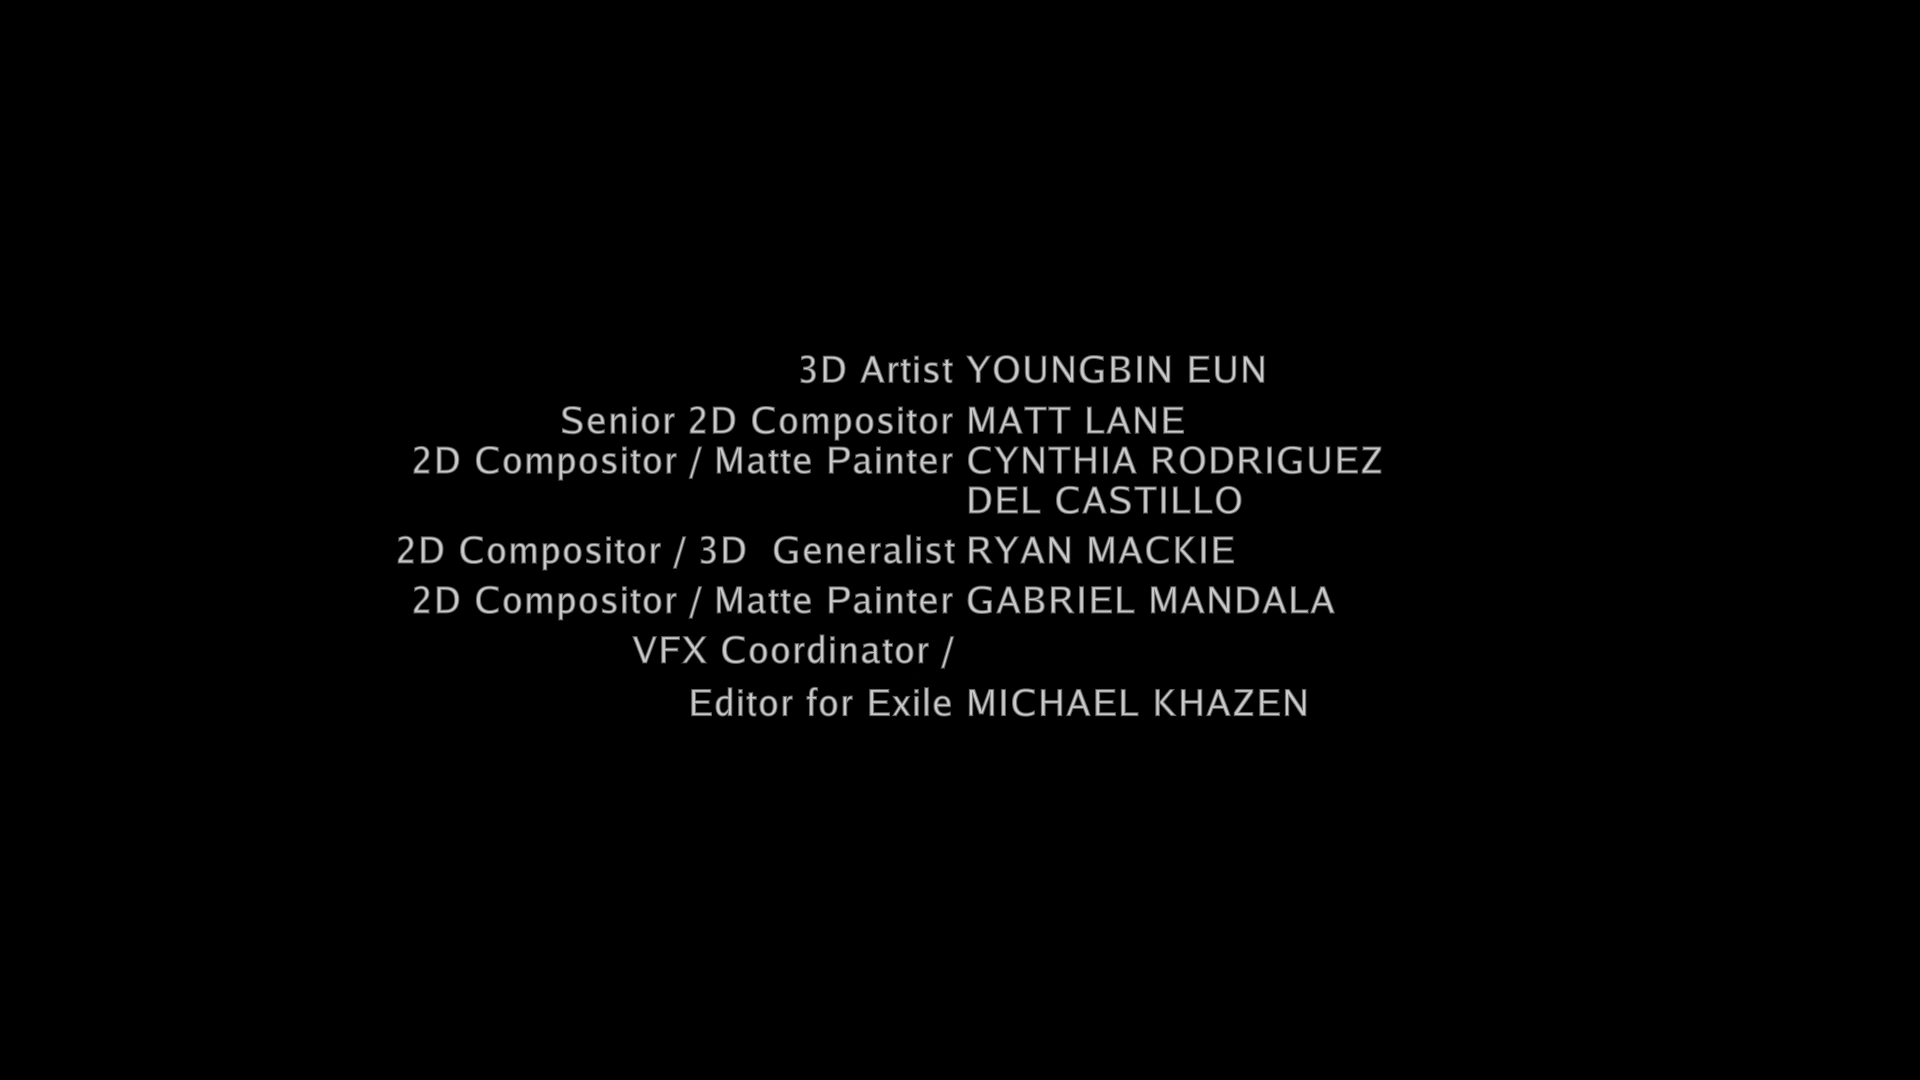 3D Artist YOUNGBIN EUN
Senior 2D Compositor MATT LANE
2D Compositor / Matte Painter CYNTHIA RODRIGUEZ
DEL CASTILLO
2D Compositor / 3D  Generalist RYAN MACKIE
2D Compositor / Matte Painter GABRIEL MANDALA
VFX Coordinator /
Editor for Exile MICHAEL KHAZEN